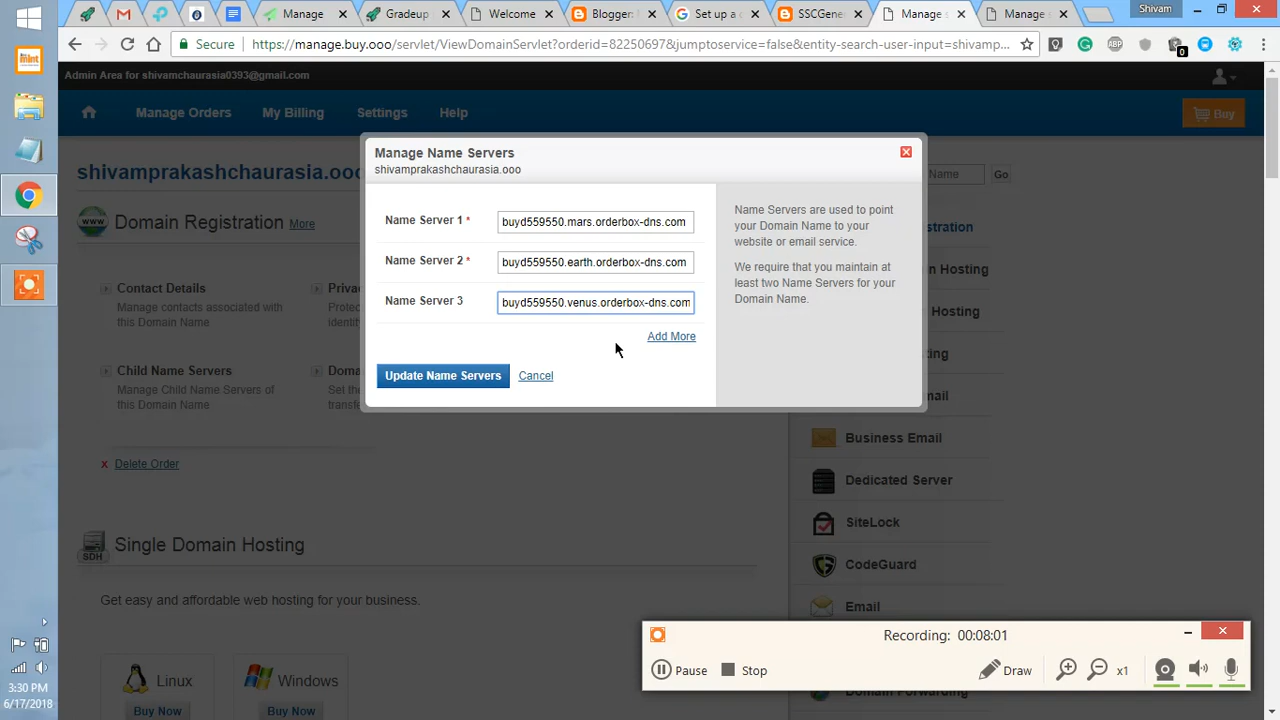 Manage
Gradeup
Welcome
Blogger:
Set up a c
SSCGene
Manage s
Manage
Shivam
Secure
https://manage.buy.ooo/servlet/ViewDomainServlet?orderid=82250697&jumptoservice=false&entity-search-user-input=shivamp...
ABP
0
Admin Area for shivamchaurasia0393@gmail.com
Manage Orders
My Billing
Settings
Help
Buy
shivamprakashchaurasia.ooo
Name
Go
Domain Registration More
Contact Details
Manage contacts associated with
this Domain Name
Child Name Servers
Manage Child Name Servers of
this Domain Name.
Set the
Delete Order
Manage Name Servers
shivamprakashchaurasia.ooo
Name Server 1 *
buyd559550.mars.orderbox-dns.com
Name Server 2 *
buyd559550.earth.orderbox-dns.com
Name Server 3
buyd559550.venus.orderbox-dns.com
Add More
Update Name Servers
Cancel
Name Servers are used to point
your Domain Name to your
website or email service.
We require that you maintain at
least two Name Servers for your
Domain Name.
Hosting
Hosting
Business Email
Dedicated Server
SiteLock
CodeGuard
Email
Domain Forwarding
SDH
Single Domain Hosting
Get easy and affordable web hosting for your business.
Linux
Buy Now
Windows
Buy Now
Recording: 00:08:01
Pause
Stop
Draw
x1
3:30 PM
6/17/2018